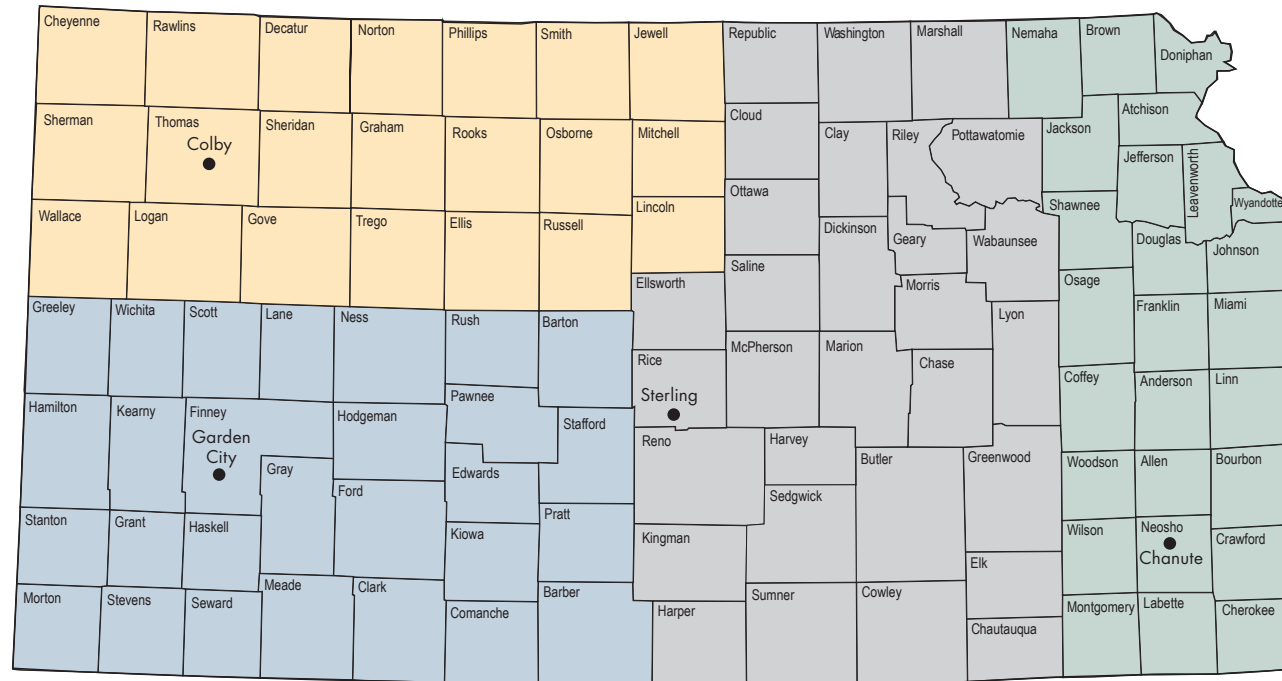 Cheyenne
Rawlins
Decatur
Norton
Phillips
Smith
Jewell
Republic
Washington
Marshall
Nemaha
Brown
Doniphan
Sherman
Thomas
Colby
Sheridan
Graham
Rooks
Osborne
Mitchell
Cloud
Clay
Riley
Pottawatomie
Jackson
Atchison
Jefferson
Leavenworth
Wyandotte
Wallace
Logan
Gove
Trego
Ellis
Russell
Lincoln
Ottawa
Dickinson
Geary
Wabaunsee
Shawnee
Douglas
Johnson
Ellsworth
Saline
Morris
Lyon
Osage
Franklin
Miami
Greeley
Wichita
Scott
Lane
Ness
Rush
Barton
Rice
Sterling
McPherson
Marion
Chase
Coffey
Anderson
Linn
Hamilton
Kearny
Finney
Garden
City
Hodgeman
Pawnee
Stafford
Reno
Harvey
Butler
Greenwood
Woodson
Allen
Bourbon
Gray
Ford
Edwards
Sedgwick
Stanton
Grant
Haskell
Kiowa
Pratt
Kingman
Elk
Wilson
Neosho
Chanute
Crawford
Morton
Stevens
Seward
Meade
Clark
Comanche
Barber
Harper
Sumner
Cowley
Chautauqua
Montgomery
Labette
Cherokee